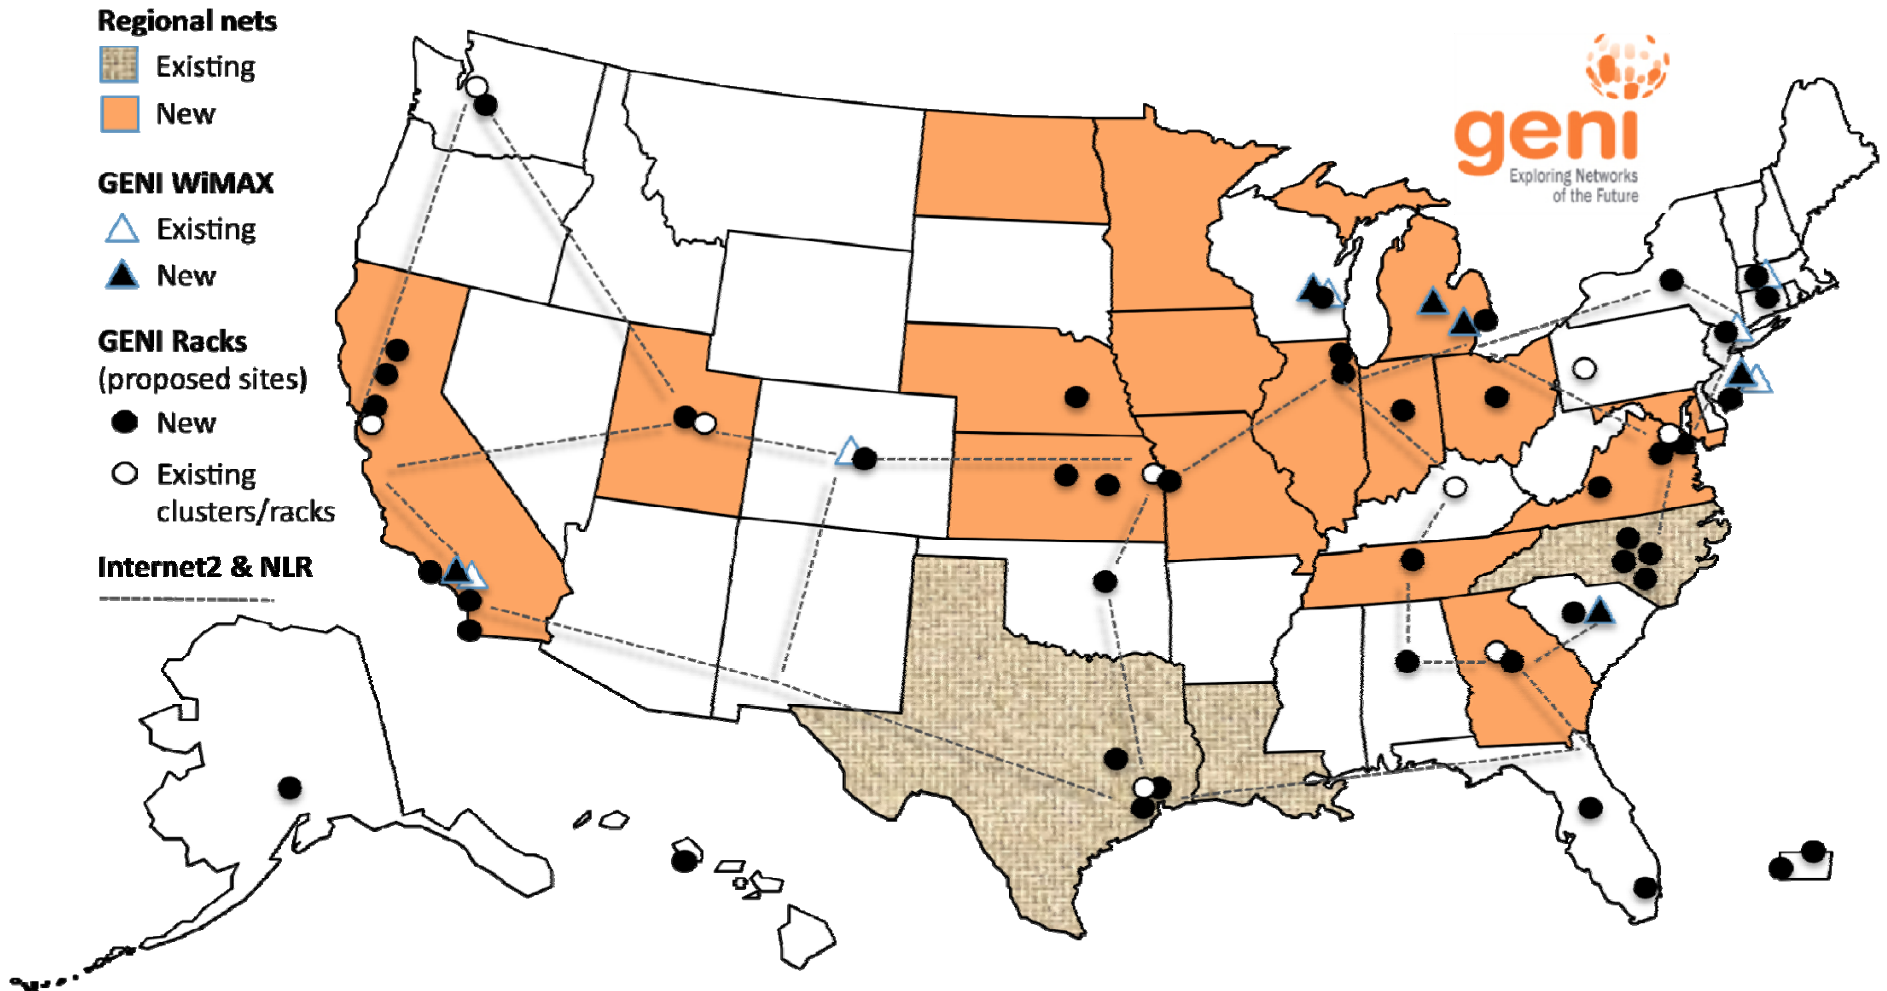 Regional nets
Existing
New
GENI WiMAX
Existing
New
GENI Racks
(proposed sites)
New
Existing
clusters/racks
Internet2 & NLR
geni
Exploring Networks
of the Future